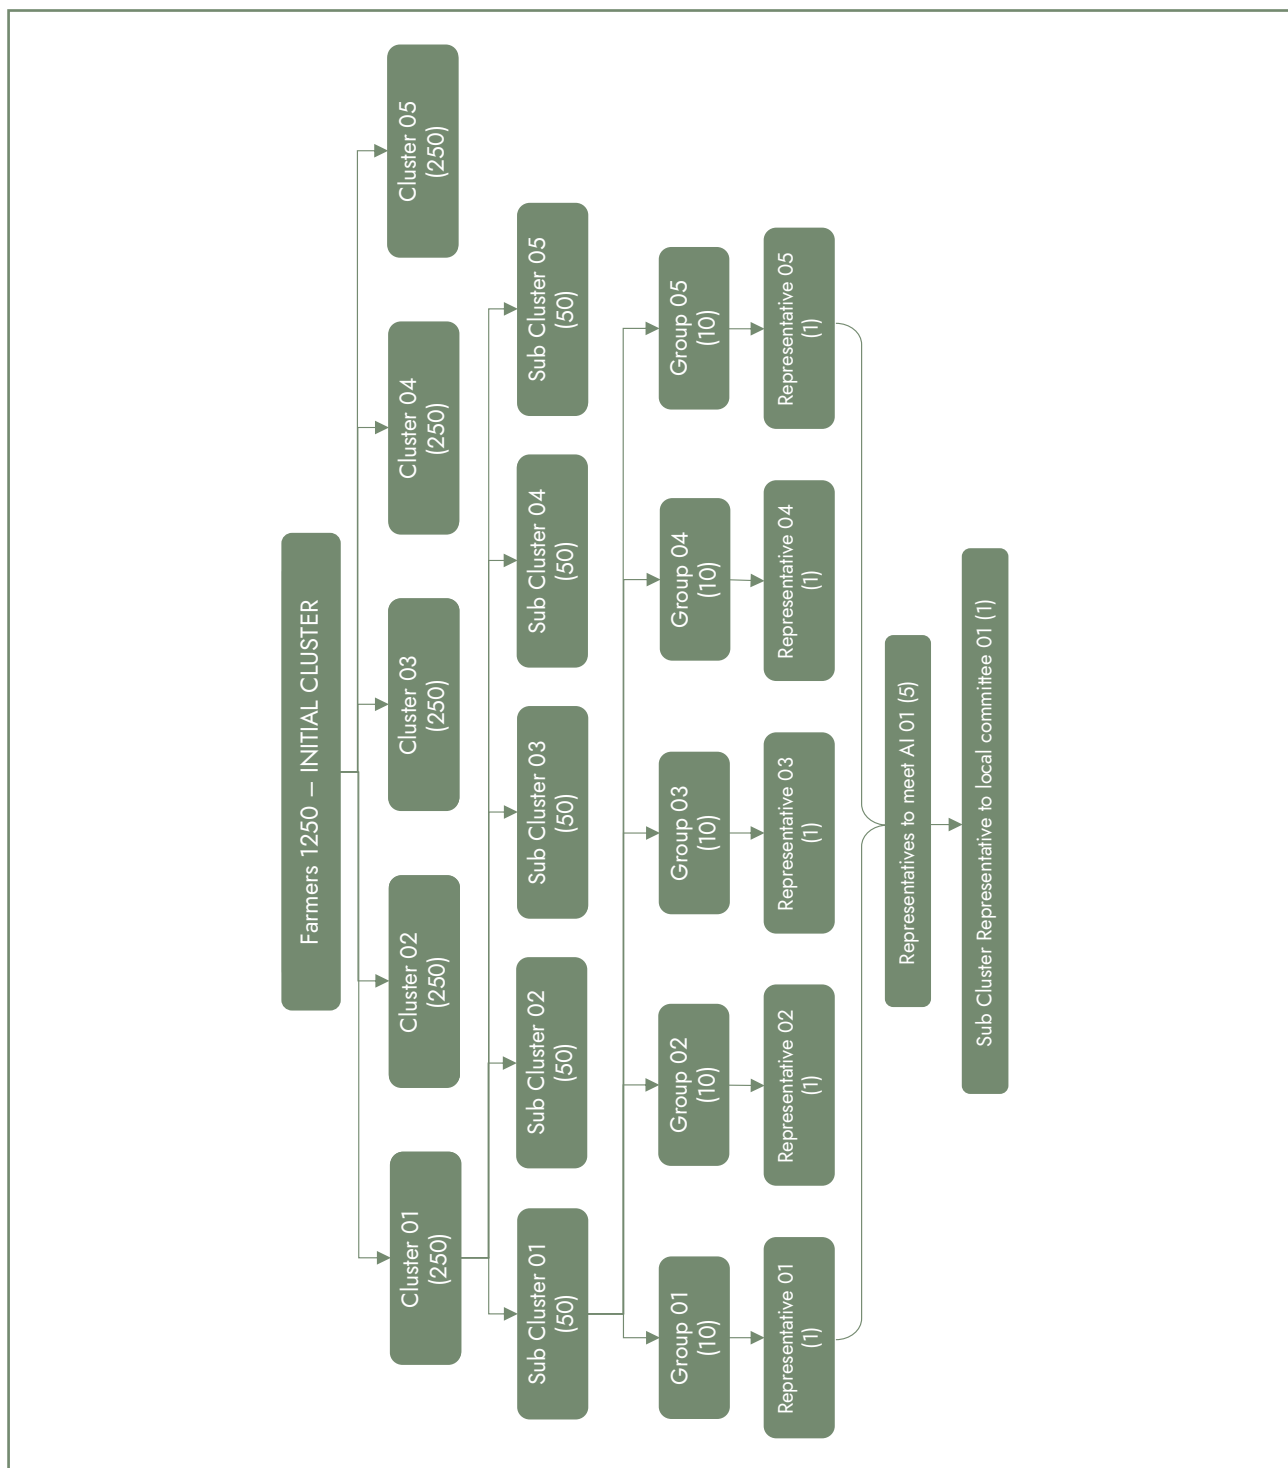 Farmers 1250 – INITIAL CLUSTER
Cluster 01
(250)
Cluster 02
(250)
Cluster 03
(250)
Cluster 04
(250)
Cluster 05
(250)
Sub Cluster 01
(50)
Sub Cluster 02
(50)
Sub Cluster 03
(50)
Sub Cluster 04
(50)
Sub Cluster 05
(50)
Group 01
(10)
Group 02
(10)
Group 03
(10)
Group 04
(10)
Group 05
(10)
Representative 01
(1)
Representative 02
(1)
Representative 03
(1)
Representative 04
(1)
Representative 05
(1)
Representatives to meet AI 01 (5)
Sub Cluster Representative to local committee 01 (1)